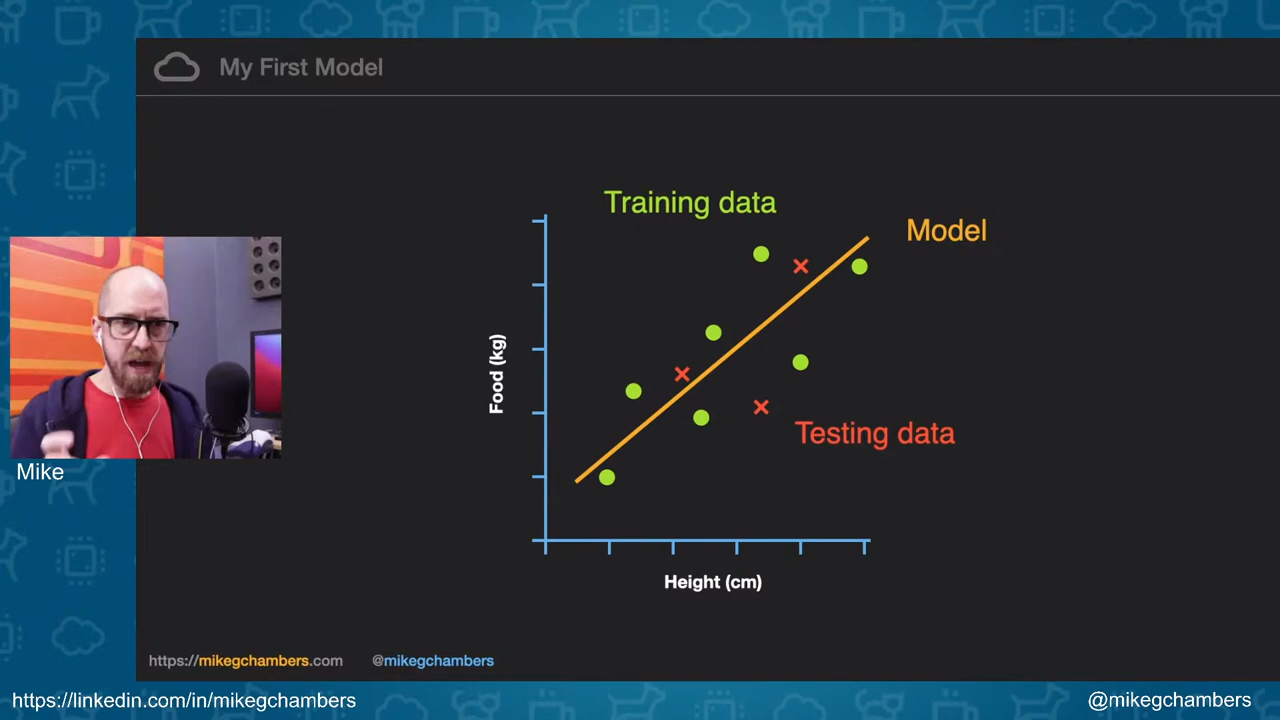 My First Model
Training data
Model
Food (kg)
Testing data
Mike
Height (cm)
https://mikegchambers.com
@mikegchambers
https://linkedin.com/in/mikegchambers
@mikegchambers